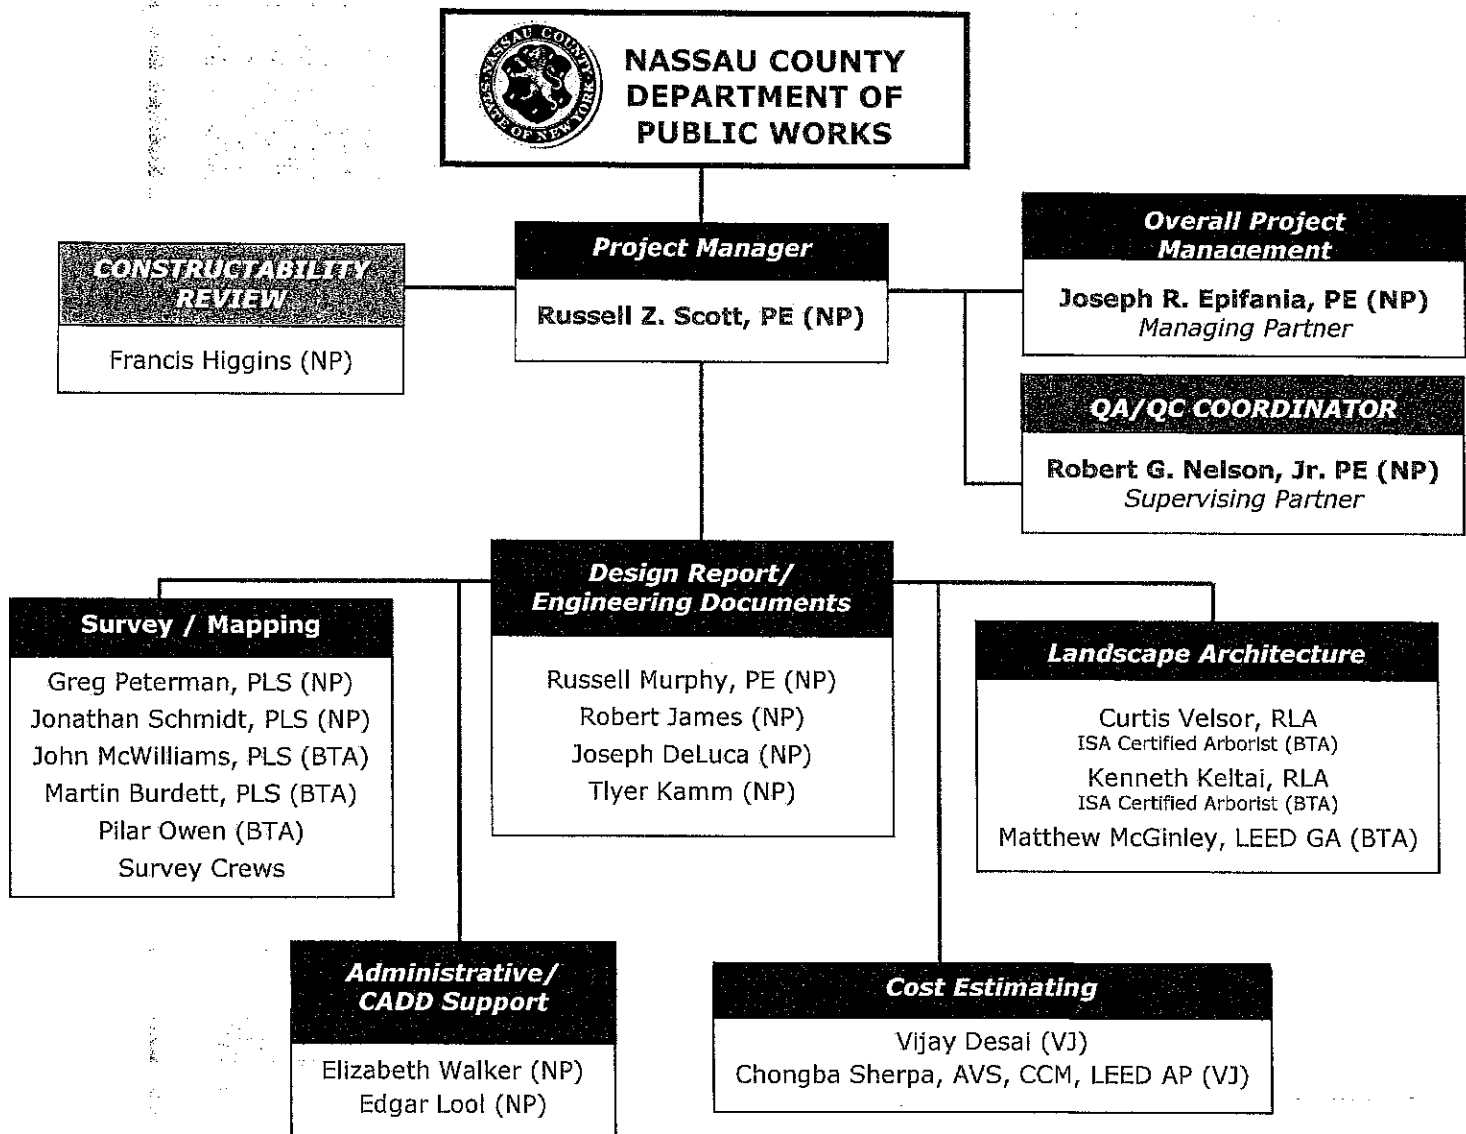 NASSAU COUNTY
STATE OF NEW YORK
NASSAU COUNTY
DEPARTMENT OF
PUBLIC WORKS
CONSTRUCTABILITY
REVIEW
Francis Higgins (NP)
Project Manager
Russell Z. Scott, PE (NP)
Overall Project
Management
Joseph R. Epifania, PE (NP)
Managing Partner
QA/QC COORDINATOR
Robert G. Nelson, Jr. PE (NP)
Supervising Partner
Survey / Mapping
Greg Peterman, PLS (NP)
Jonathan Schmidt, PLS (NP)
John McWilliams, PLS (BTA)
Martin Burdett, PLS (BTA)
Pilar Owen (BTA)
Survey Crews
Design Report/
Engineering Documents
Russell Murphy, PE (NP)
Robert James (NP)
Joseph DeLuca (NP)
Tlyer Kamm (NP)
Landscape Architecture
Curtis Velsor, RLA
ISA Certified Arborist (BTA)
Kenneth Keltai, RLA
ISA Certified Arborist (BTA)
Matthew McGinley, LEED GA (BTA)
Administrative/
CADD Support
Elizabeth Walker (NP)
Edgar Lool (NP)
Cost Estimating
Vijay Desai (VJ)
Chongba Sherpa, AVS, CCM, LEED AP (VJ)